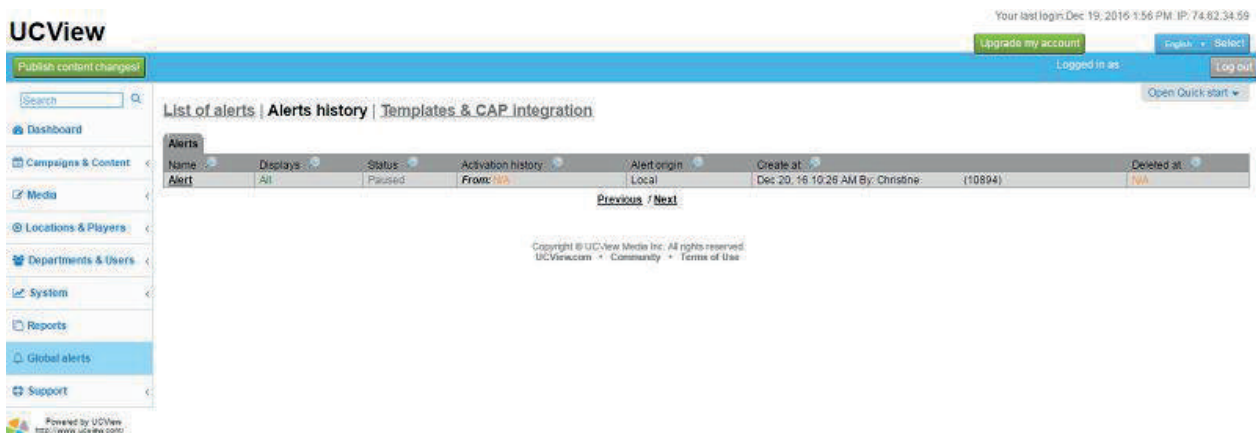 Your last login:Dec 19, 2016 1:56 PM. IP: 74.62.34.59
UCView
Upgrade my account
English Select
Publish content changes!
Logged in as
Log out
Search
Open Quick start
List of alerts | Alerts history | Templates & CAP integration
Dashboard
Alerts
Campaigns & Content
Name Displays Status Activation history Alert origin Create at Deleted at
Alert All Paused From: N/A Local Dec 20, 16 10:26 AM By: Christine (10894) N/A
Media
Previous / Next
Locations & Players
Copyright © UCView Media Inc. All rights reserved.
UCView.com • Community • Terms of Use
Departments & Users
System
Reports
Global alerts
Support
Powered by UCView
http://www.ucview.com/